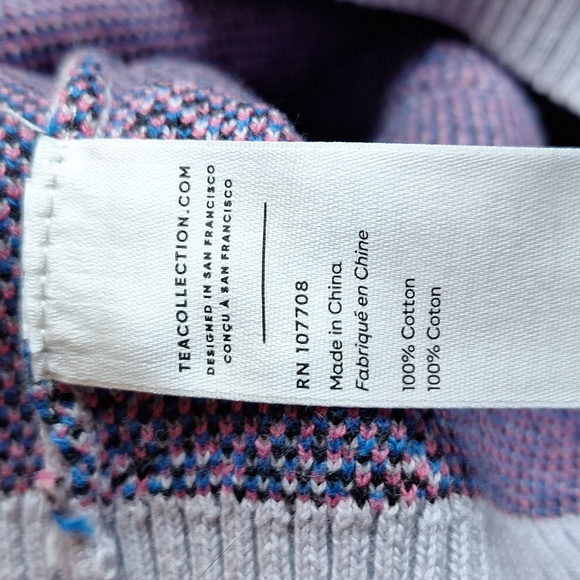 TEACOLLECTION.COM
DESIGNED IN SAN FRANCISCO
CONÇU À SAN FRANCISCO
RN 107708
Made in China
Fabriqué en Chine
100% Cotton
100% Coton